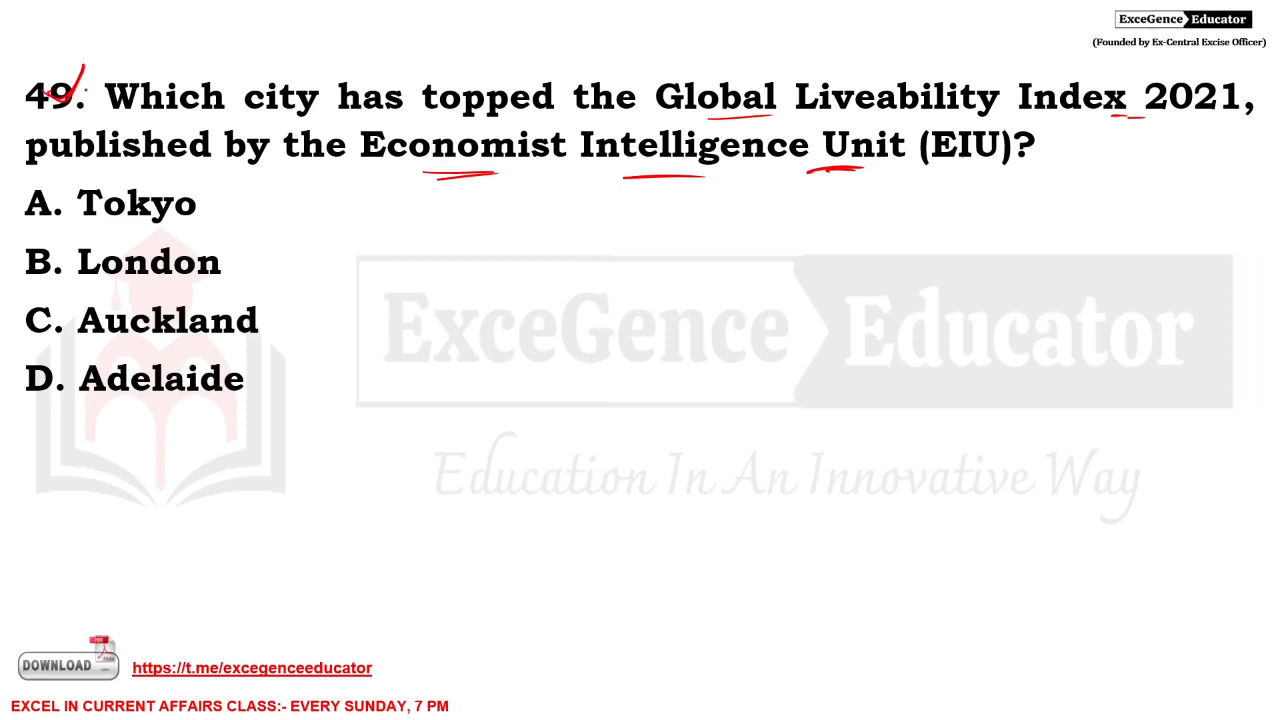 ExceGence Educator
(Founded by Ex-Central Excise Officer)
49. Which city has topped the Global Liveability Index 2021,
published by the Economist Intelligence Unit (EIU)?
A. Tokyo
B. London
C. Auckland
D. Adelaide
ExceGence Educator
Education In An Innovative Way
PDF
DOWNLOAD
https://t.me/excegenceeducator
EXCEL IN CURRENT AFFAIRS CLASS:- EVERY SUNDAY, 7 PM